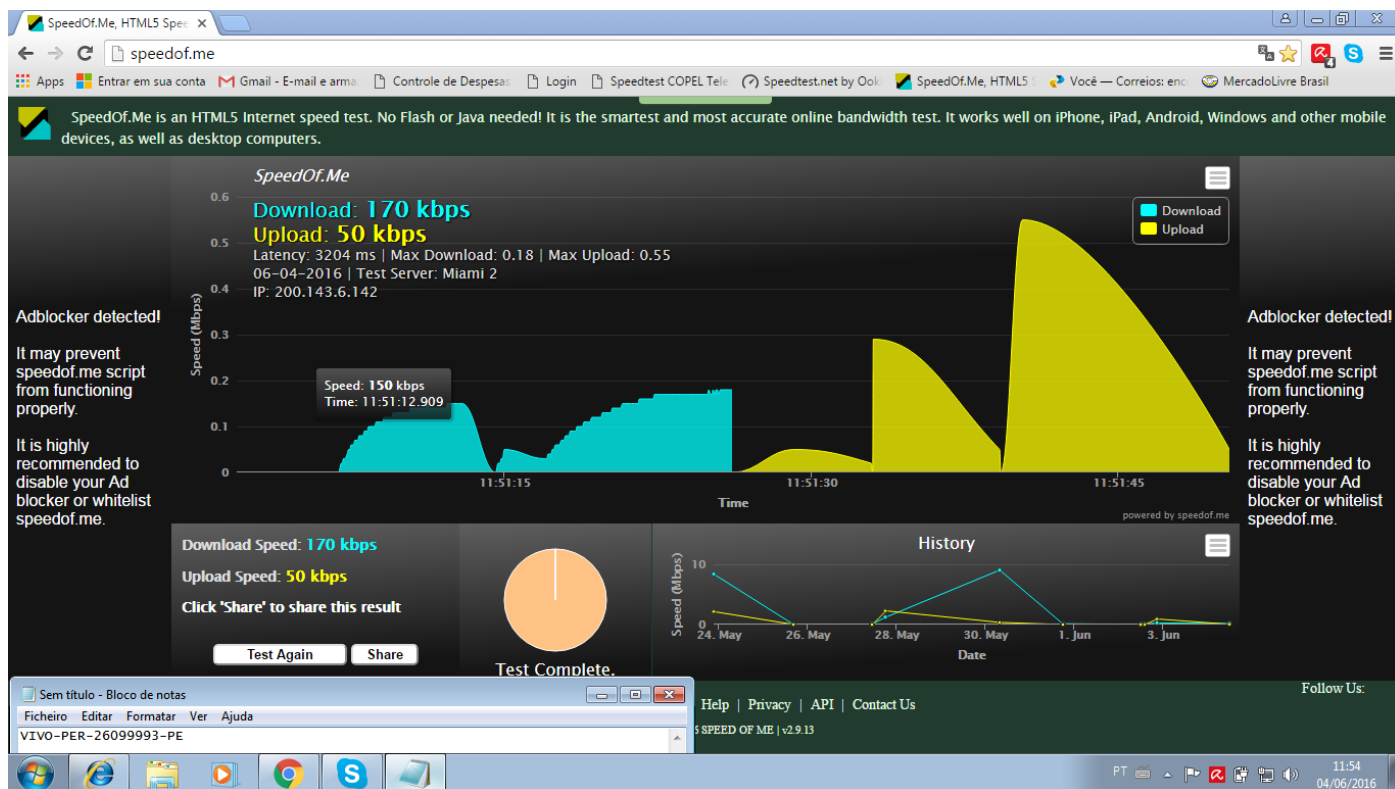 SpeedOf.Me, HTML5 Spee
speedof.me
Apps Entrar em sua conta Gmail - E-mail e arma Controle de Despesas Login Speedtest COPEL Tele Speedtest.net by Ook SpeedOf.Me, HTML5 S Você — Correios: enc MercadoLivre Brasil
SpeedOf.Me is an HTML5 Internet speed test. No Flash or Java needed! It is the smartest and most accurate online bandwidth test. It works well on iPhone, iPad, Android, Windows and other mobile
devices, as well as desktop computers.
SpeedOf.Me
Download: 170 kbps
Upload: 50 kbps
Latency: 3204 ms | Max Download: 0.18 | Max Upload: 0.55
06-04-2016 | Test Server: Miami 2
IP: 200.143.6.142
Download
Upload
Speed (Mbps)
0.6
0.5
0.4
0.3
0.2
0.1
0
Speed: 150 kbps
Time: 11:51:12.909
11:51:15 11:51:30 11:51:45
Time
powered by speedof.me
Adblocker detected!
It may prevent
speedof.me script
from functioning
properly.
It is highly
recommended to
disable your Ad
blocker or whitelist
speedof.me.
Adblocker detected!
It may prevent
speedof.me script
from functioning
properly.
It is highly
recommended to
disable your Ad
blocker or whitelist
speedof.me.
Download Speed: 170 kbps
Upload Speed: 50 kbps
Click 'Share' to share this result
Test Again Share
Test Complete.
History
Speed (Mbps)
10
0
24. May 26. May 28. May 30. May 1. Jun 3. Jun
Date
Follow Us:
Help | Privacy | API | Contact Us
SPEED OF ME | v2.9.13
Sem título - Bloco de notas
Ficheiro Editar Formatar Ver Ajuda
VIVO-PER-26099993-PE
PT
11:54
04/06/2016